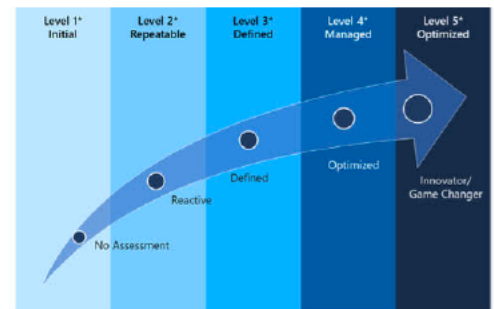 Level 1*
Initial
Level 2*
Repeatable
Level 3*
Defined
Level 4*
Managed
Level 5*
Optimized
No Assessment
Reactive
Defined
Optimized
Innovator/
Game Changer